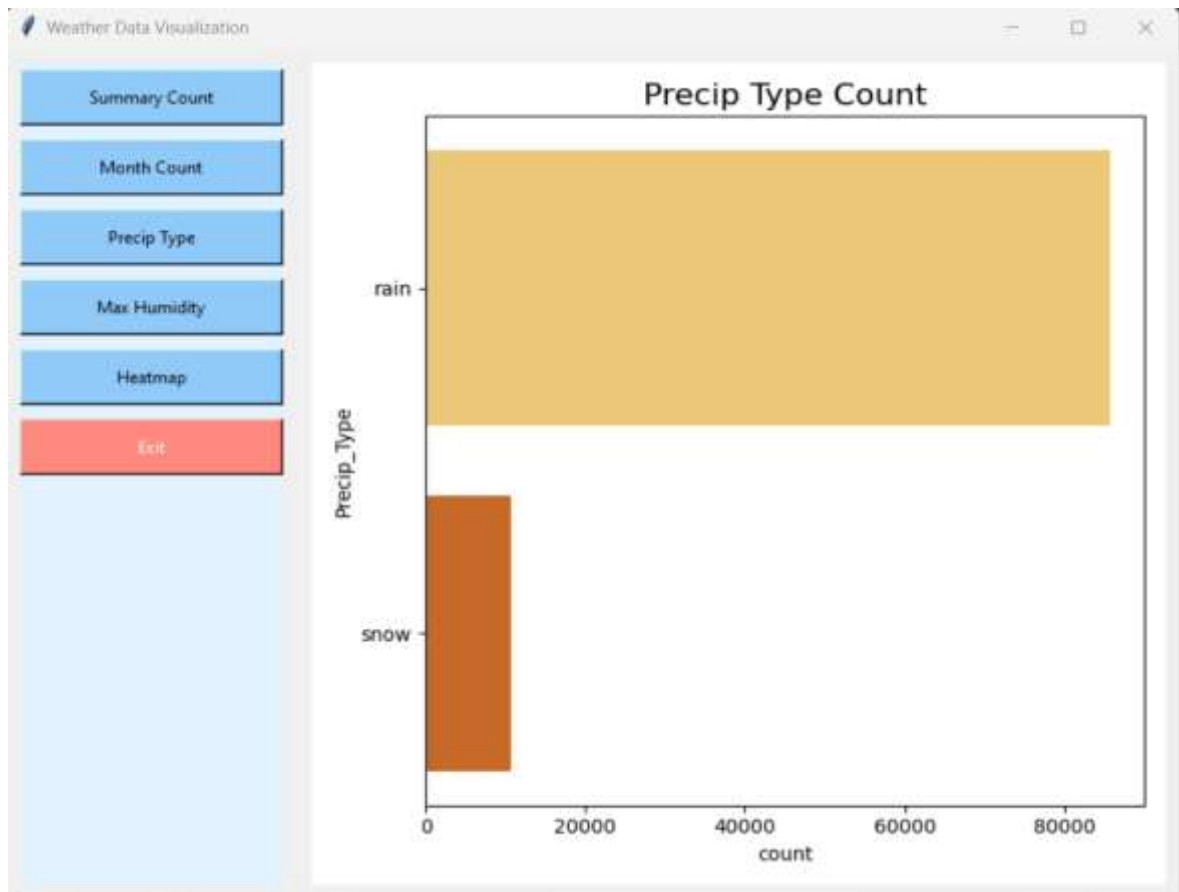 Weather Data Visualization
Summary Count
Month Count
Precip Type
Max Humidity
Heatmap
Exit
Precip Type Count
Precip_Type
rain
snow
0 20000 40000 60000 80000
count